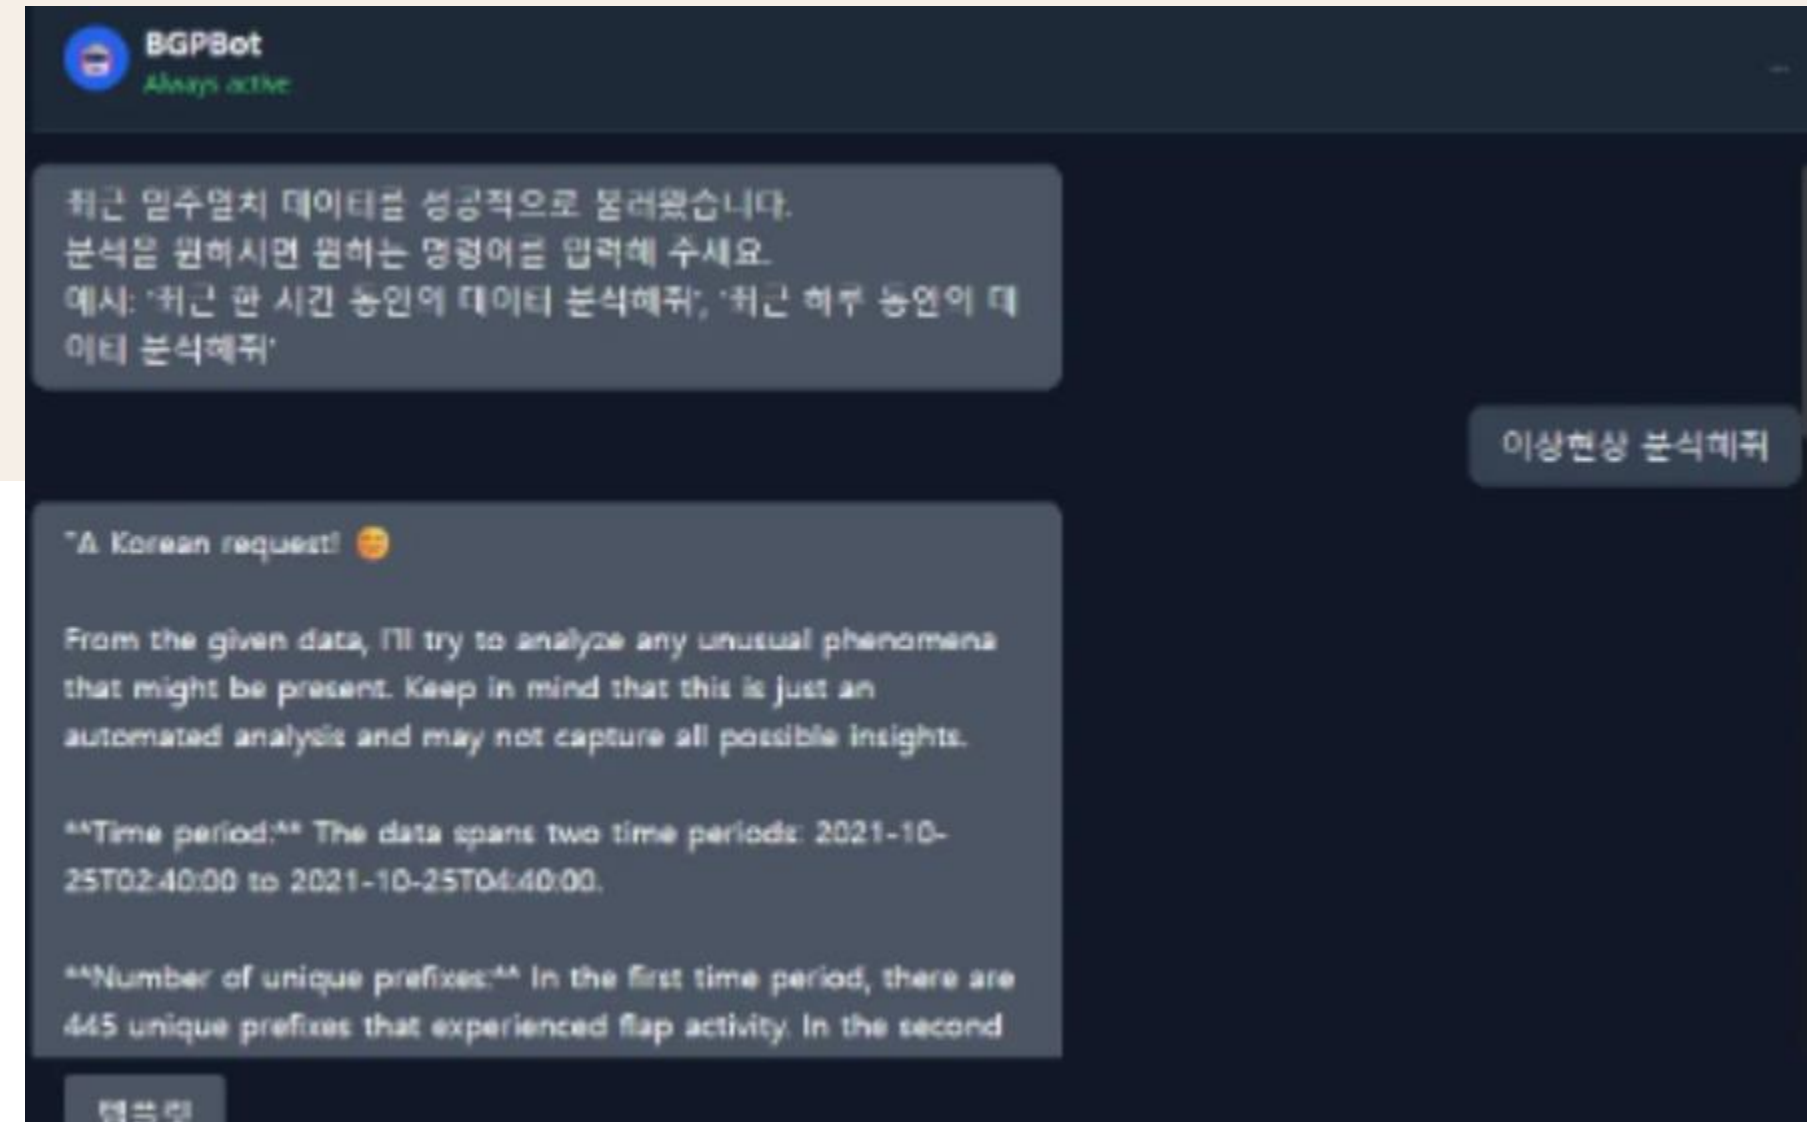 BGPBot
Always active
최근 일주일치 데이터를 성공적으로 불러왔습니다.
분석을 원하시면 원하는 명령어를 입력해 주세요.
예시: '최근 한 시간 동안의 데이터 분석해줘', '최근 하루 동안의 데
이터 분석해줘'
이상현상 분석해줘
"A Korean request! 😊
From the given data, I'll try to analyze any unusual phenomena
that might be present. Keep in mind that this is just an
automated analysis and may not capture all possible insights.
**Time period:** The data spans two time periods: 2021-10-
25T02:40:00 to 2021-10-25T04:40:00.
**Number of unique prefixes:** In the first time period, there are
445 unique prefixes that experienced flap activity. In the second
템플릿